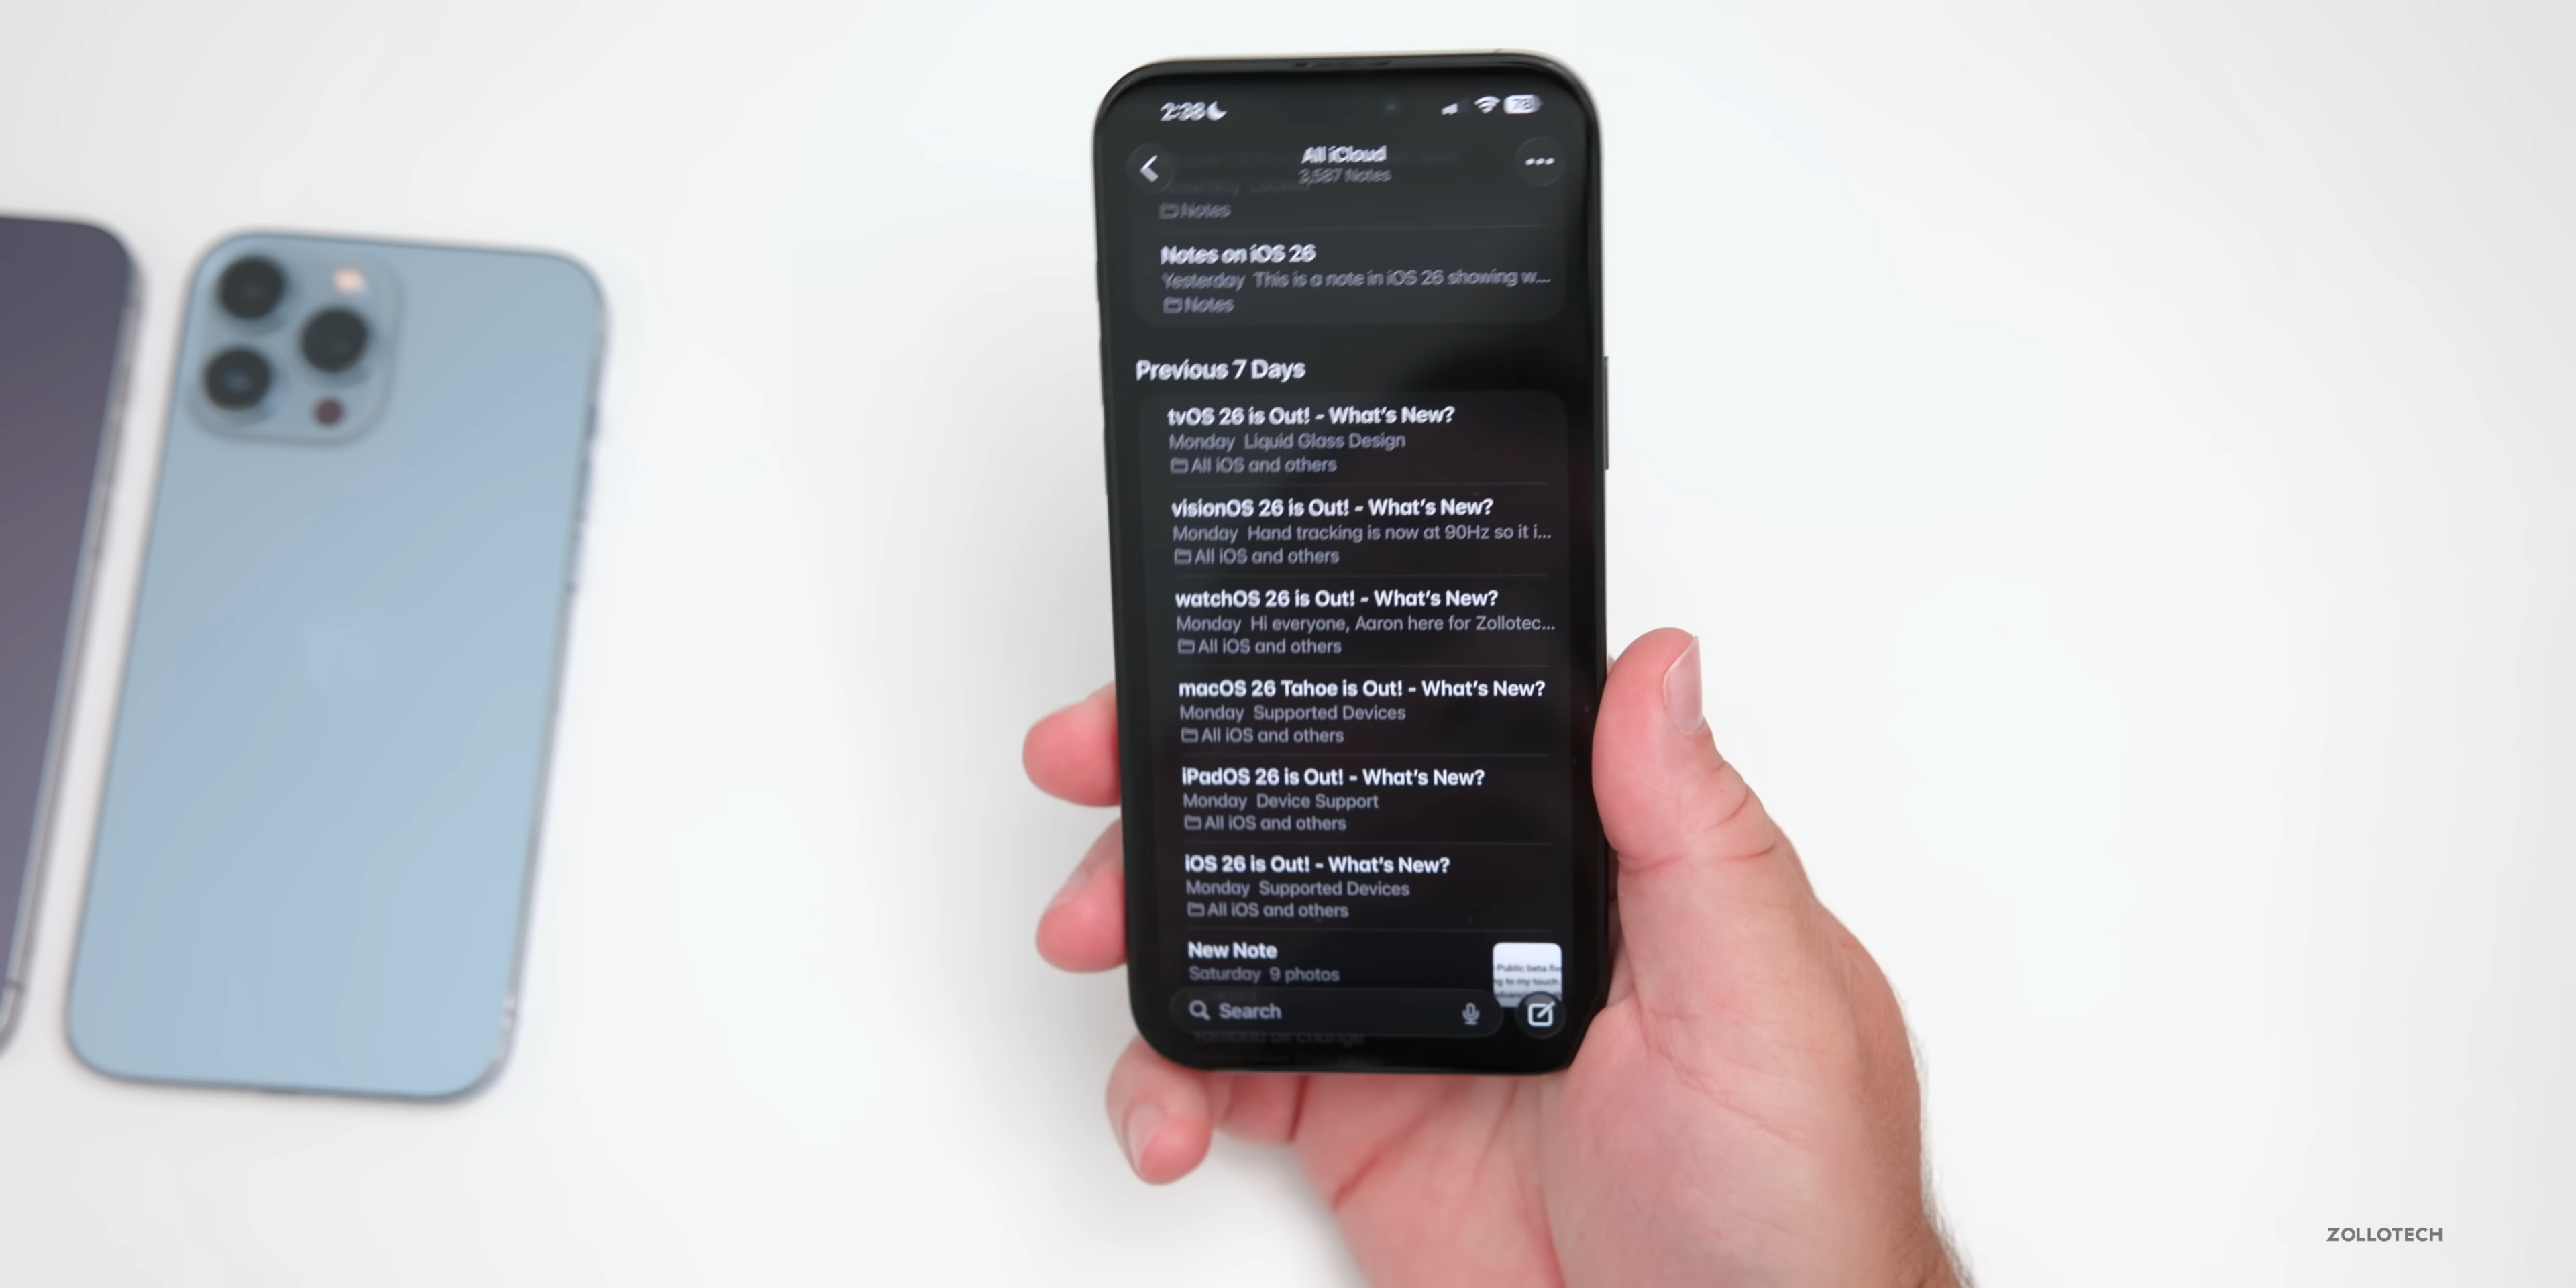 2:38
78
All iCloud
3,587 Notes
Notes
Notes on iOS 26
Yesterday This is a note in iOS 26 showing w...
Notes
Previous 7 Days
tvOS 26 is Out! - What's New?
Monday Liquid Glass Design
All iOS and others
visionOS 26 is Out! - What's New?
Monday Hand tracking is now at 90Hz so it i...
All iOS and others
watchOS 26 is Out! - What's New?
Monday Hi everyone, Aaron here for Zollotec...
All iOS and others
macOS 26 Tahoe is Out! - What's New?
Monday Supported Devices
All iOS and others
iPadOS 26 is Out! - What's New?
Monday Device Support
All iOS and others
iOS 26 is Out! - What's New?
Monday Supported Devices
All iOS and others
New Note
Saturday 9 photos
Public beta
to my touch
Search
ZOLLOTECH